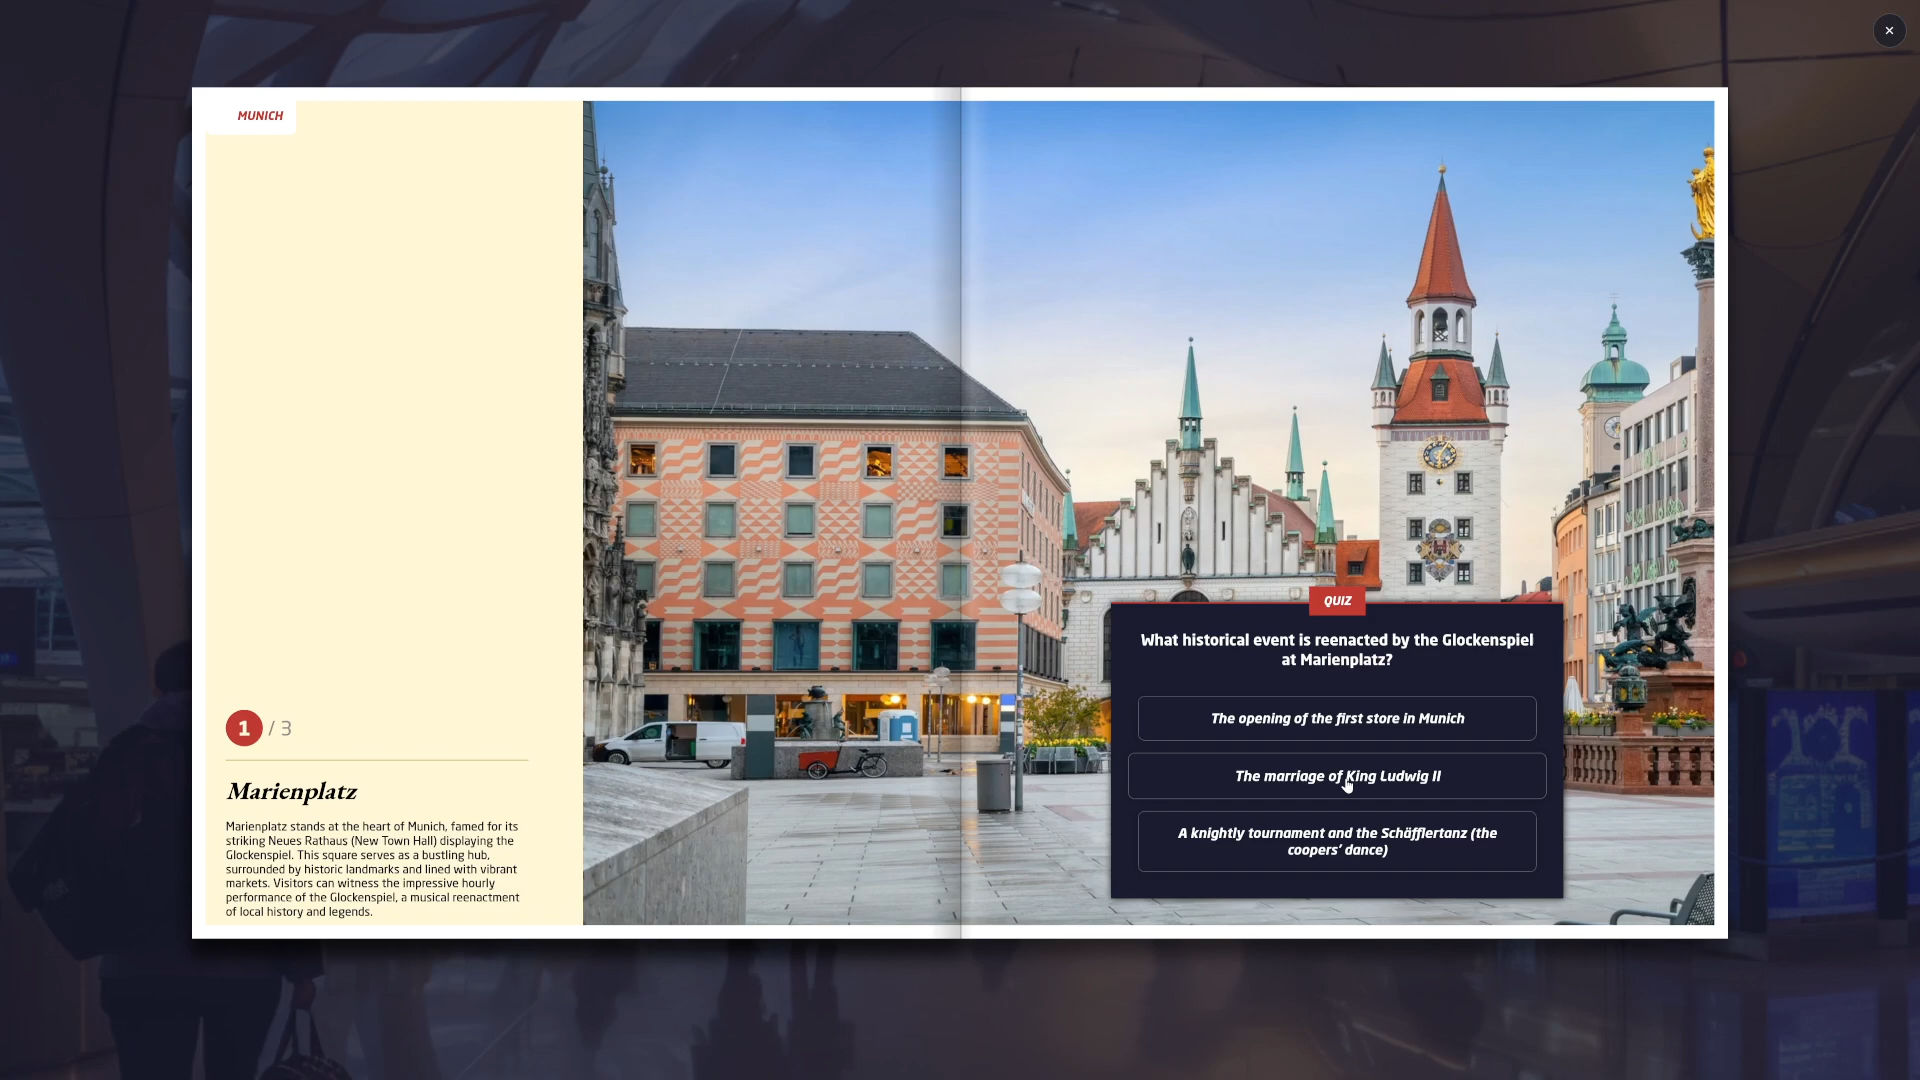 MUNICH
1 / 3
Marienplatz
Marienplatz stands at the heart of Munich, famed for its
striking Neues Rathaus (New Town Hall) displaying the
Glockenspiel. This square serves as a bustling hub,
surrounded by historic landmarks and lined with vibrant
markets. Visitors can witness the impressive hourly
performance of the Glockenspiel, a musical reenactment
of local history and legends.
QUIZ
What historical event is reenacted by the Glockenspiel
at Marienplatz?
The opening of the first store in Munich
The marriage of King Ludwig II
A knightly tournament and the Schäfflertanz (the
coopers' dance)